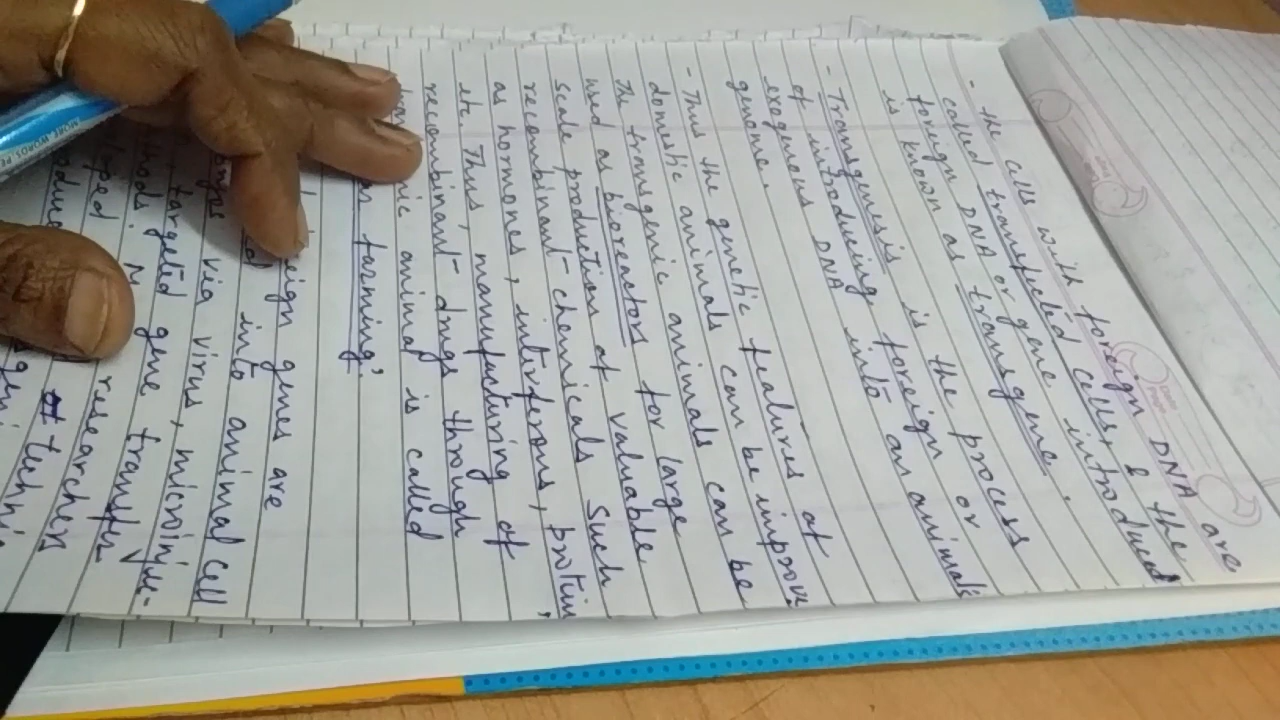 - the cells with foreign DNA are
called transfected cells, & the
foreign DNA or gene introduced
is known as transgene.
- Transgenesis is the process
of introducing foreign or
exogenous DNA into an animals
genome.
- Thus the genetic features of
domestic animals can be improve
The transgenic animals can be
used as bioreactors for large
scale production of valuable
recombinant chemicals such
as hormones, interferons, protein
etc. Thus, manufacturing of
recombinant drugs through
animal is called
farming'.
genes are
into animal cell
via virus, microinjec-
targeted gene transfer
researchers
# techni